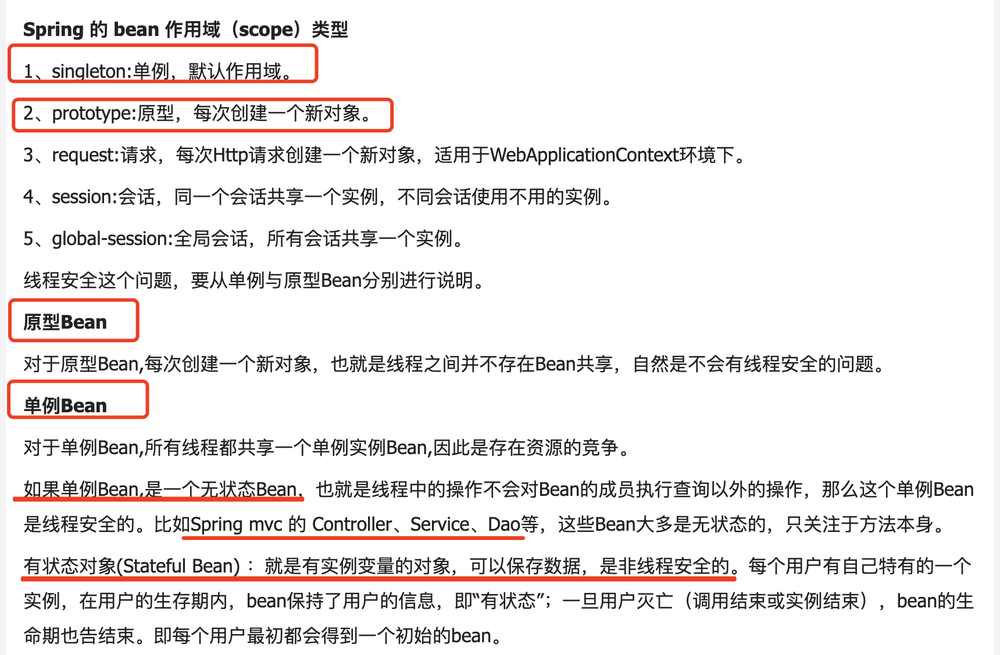 Spring 的 bean 作用域（scope）类型
1、singleton:单例，默认作用域。
2、prototype:原型，每次创建一个新对象。
3、request:请求，每次Http请求创建一个新对象，适用于WebApplicationContext环境下。
4、session:会话，同一个会话共享一个实例，不同会话使用不用的实例。
5、global-session:全局会话，所有会话共享一个实例。
线程安全这个问题，要从单例与原型Bean分别进行说明。
原型Bean
对于原型Bean,每次创建一个新对象，也就是线程之间并不存在Bean共享，自然是不会有线程安全的问题。
单例Bean
对于单例Bean,所有线程都共享一个单例实例Bean,因此是存在资源的竞争。
如果单例Bean,是一个无状态Bean，也就是线程中的操作不会对Bean的成员执行查询以外的操作，那么这个单例Bean
是线程安全的。比如Spring mvc 的 Controller、Service、Dao等，这些Bean大多是无状态的，只关注于方法本身。
有状态对象(Stateful Bean)： 就是有实例变量的对象，可以保存数据，是非线程安全的。每个用户有自己特有的一个
实例，在用户的生存期内，bean保持了用户的信息，即“有状态”；一旦用户灭亡（调用结束或实例结束），bean的生
命期也告结束。即每个用户最初都会得到一个初始的bean。